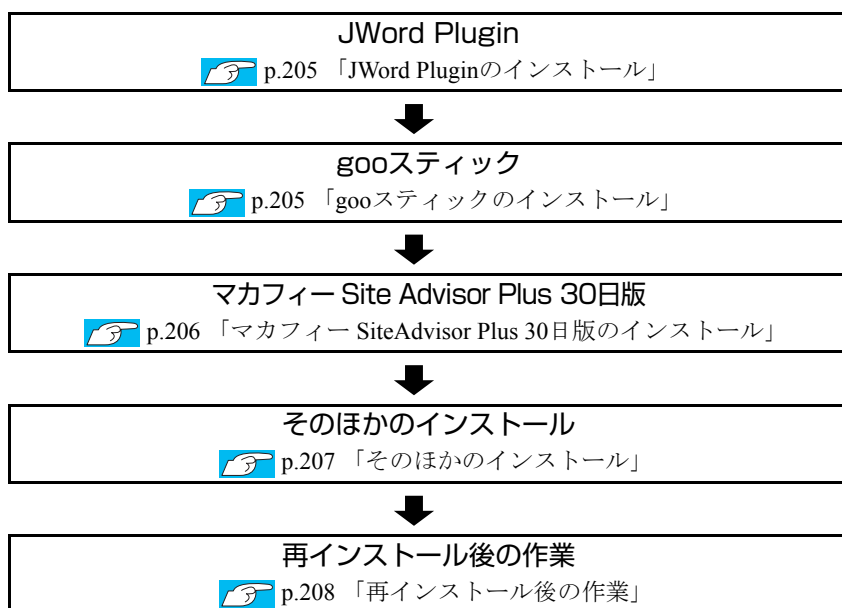 JWord Plugin
p.205 「JWord Pluginのインストール」
gooスティック
p.205 「gooスティックのインストール」
マカフィー Site Advisor Plus 30日版
p.206 「マカフィー SiteAdvisor Plus 30日版のインストール」
そのほかのインストール
p.207 「そのほかのインストール」
再インストール後の作業
p.208 「再インストール後の作業」